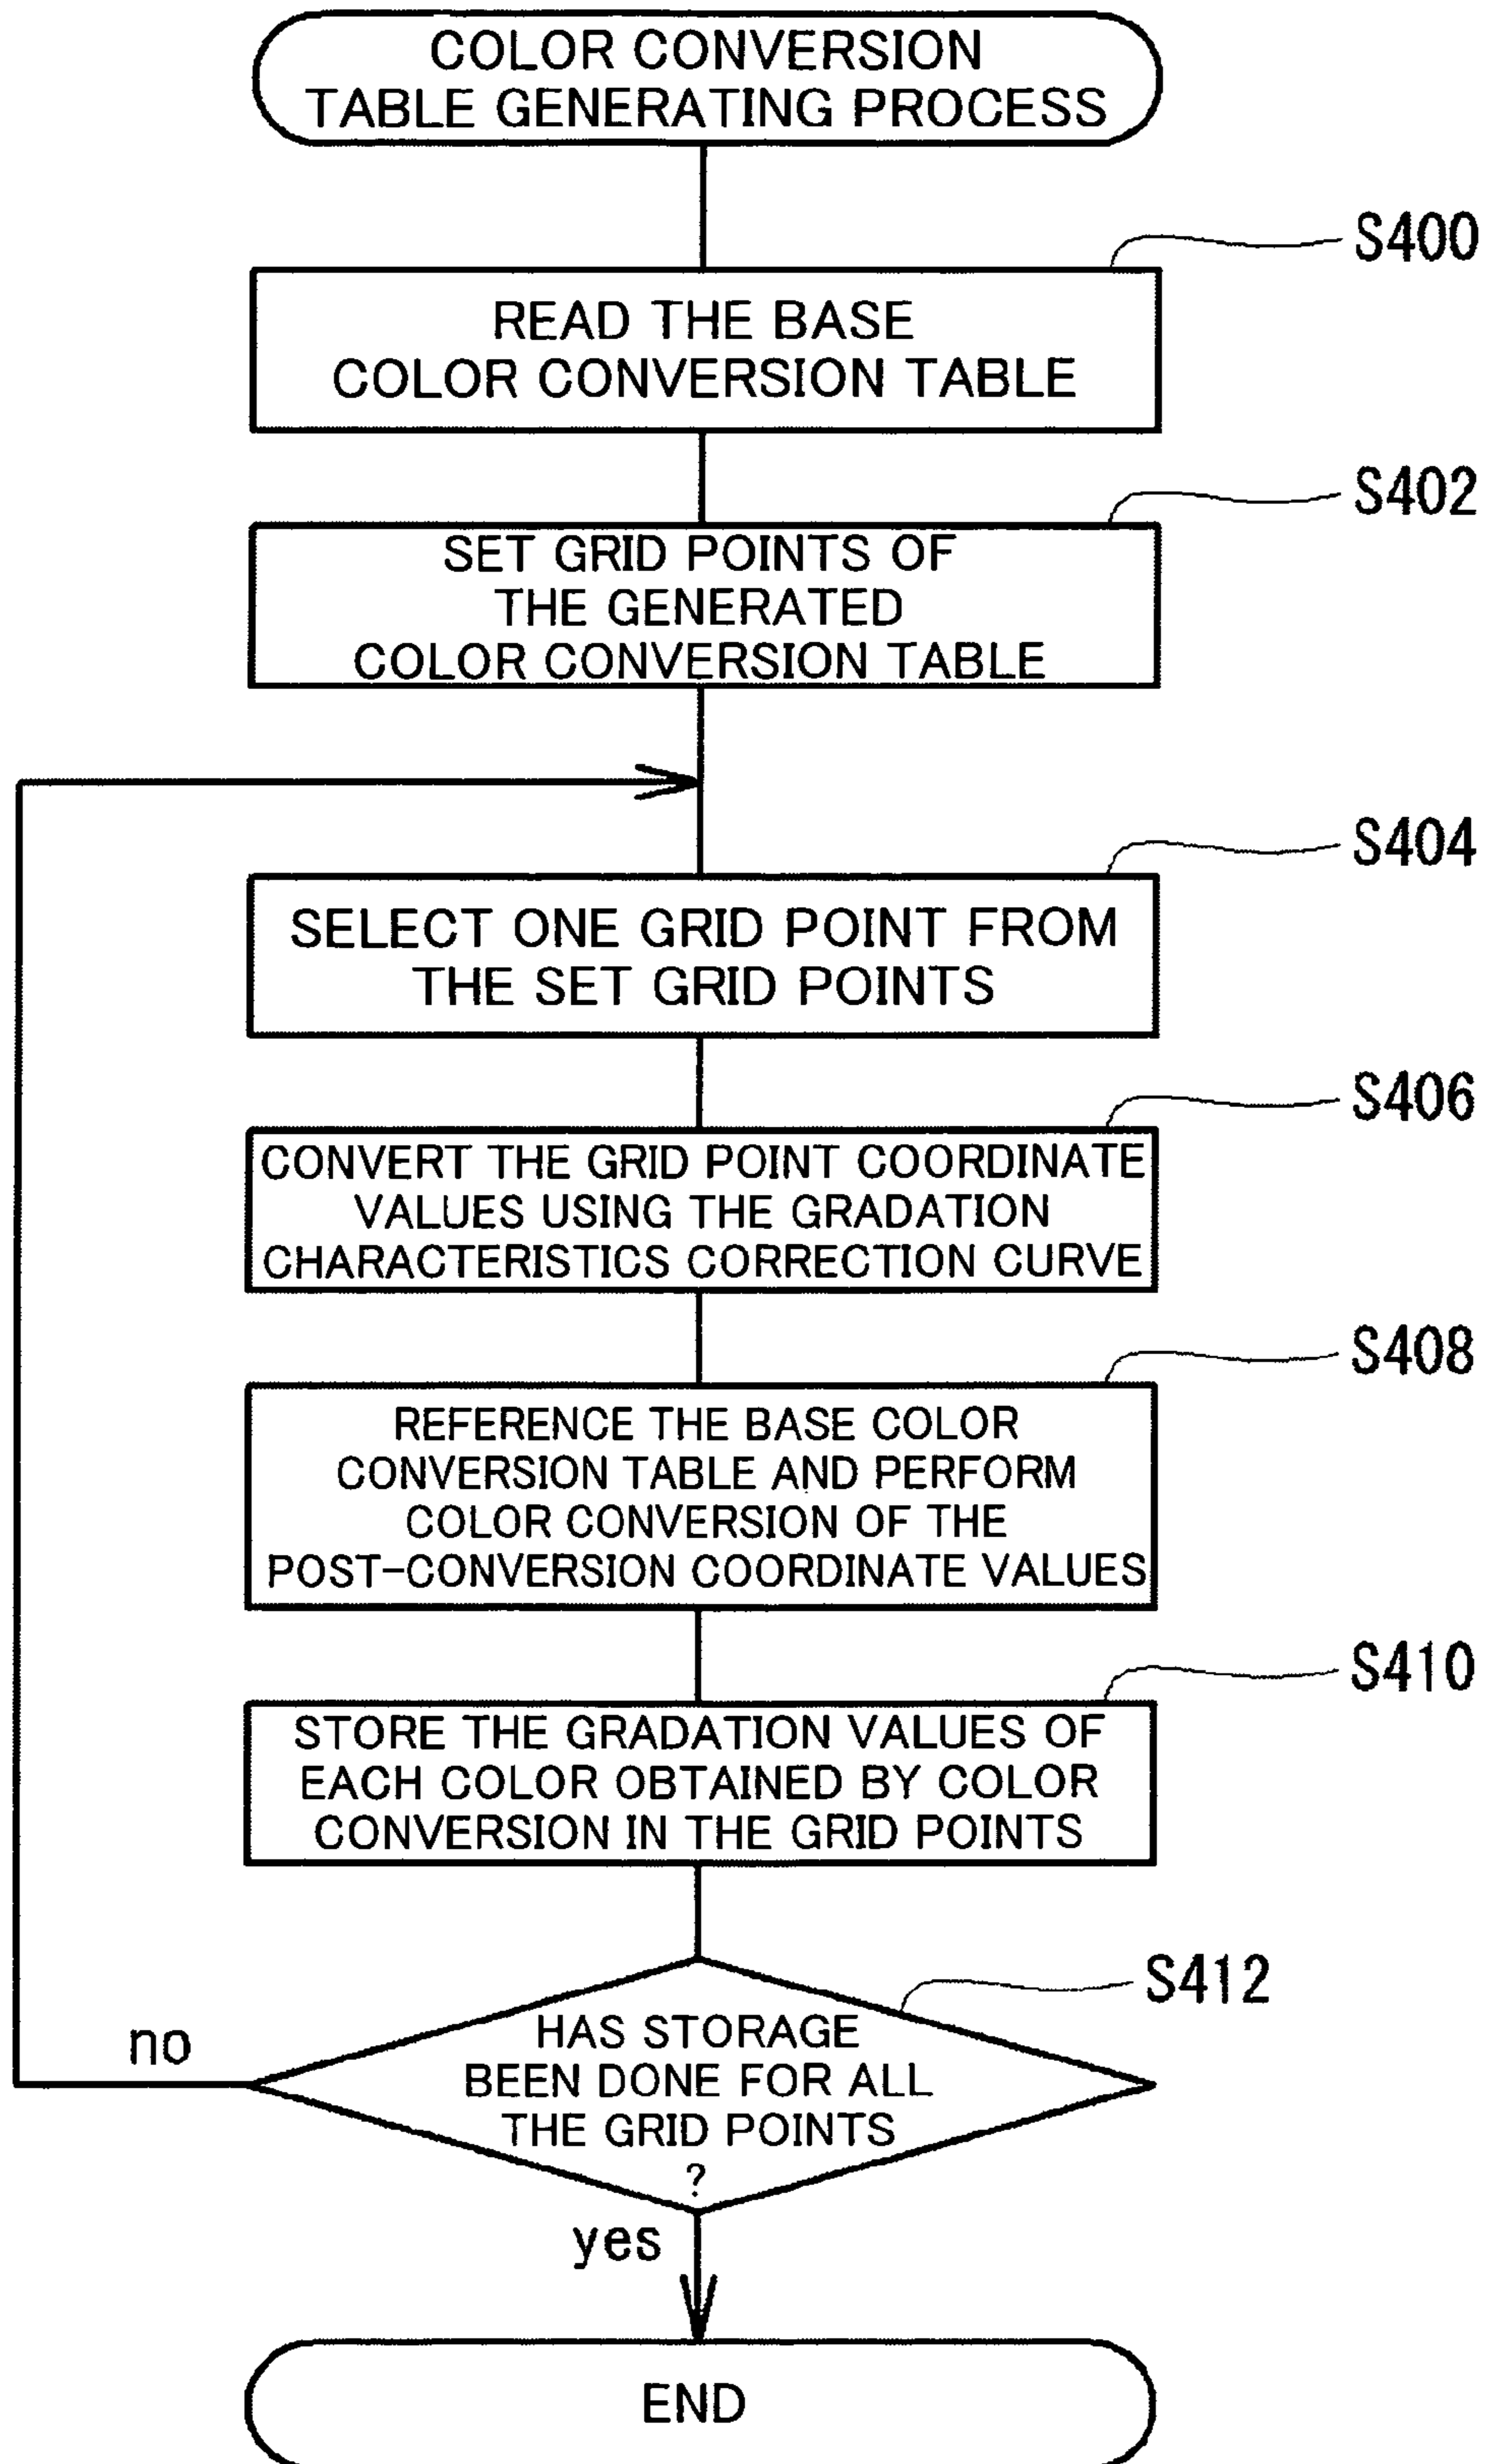 COLOR CONVERSION
TABLE GENERATING PROCESS
S400
READ THE BASE
COLOR CONVERSION TABLE
S402
SET GRID POINTS OF
THE GENERATED
COLOR CONVERSION TABLE
S404
SELECT ONE GRID POINT FROM
THE SET GRID POINTS
S406
CONVERT THE GRID POINT COORDINATE
VALUES USING THE GRADATION
CHARACTERISTICS CORRECTION CURVE
S408
REFERENCE THE BASE COLOR
CONVERSION TABLE AND PERFORM
COLOR CONVERSION OF THE
POST-CONVERSION COORDINATE VALUES
S410
STORE THE GRADATION VALUES OF
EACH COLOR OBTAINED BY COLOR
CONVERSION IN THE GRID POINTS
S412
HAS STORAGE
BEEN DONE FOR ALL
THE GRID POINTS
?
no
yes
END